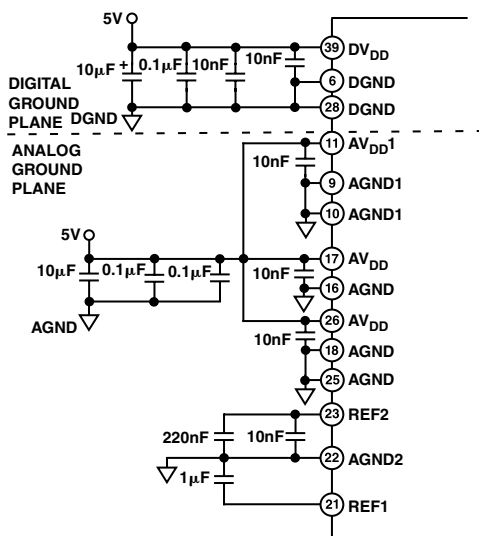 5V
39 DVDD
10μF + 0.1μF 10nF 10nF
6 DGND
DIGITAL
GROUND
PLANE
DGND
28 DGND
ANALOG
GROUND
PLANE
11 AVDD1
10nF
9 AGND1
10 AGND1
5V
17 AVDD
10μF 0.1μF 0.1μF 10nF
16 AGND
AGND
26 AVDD
10nF
18 AGND
25 AGND
23 REF2
220nF 10nF
22 AGND2
1μF
21 REF1